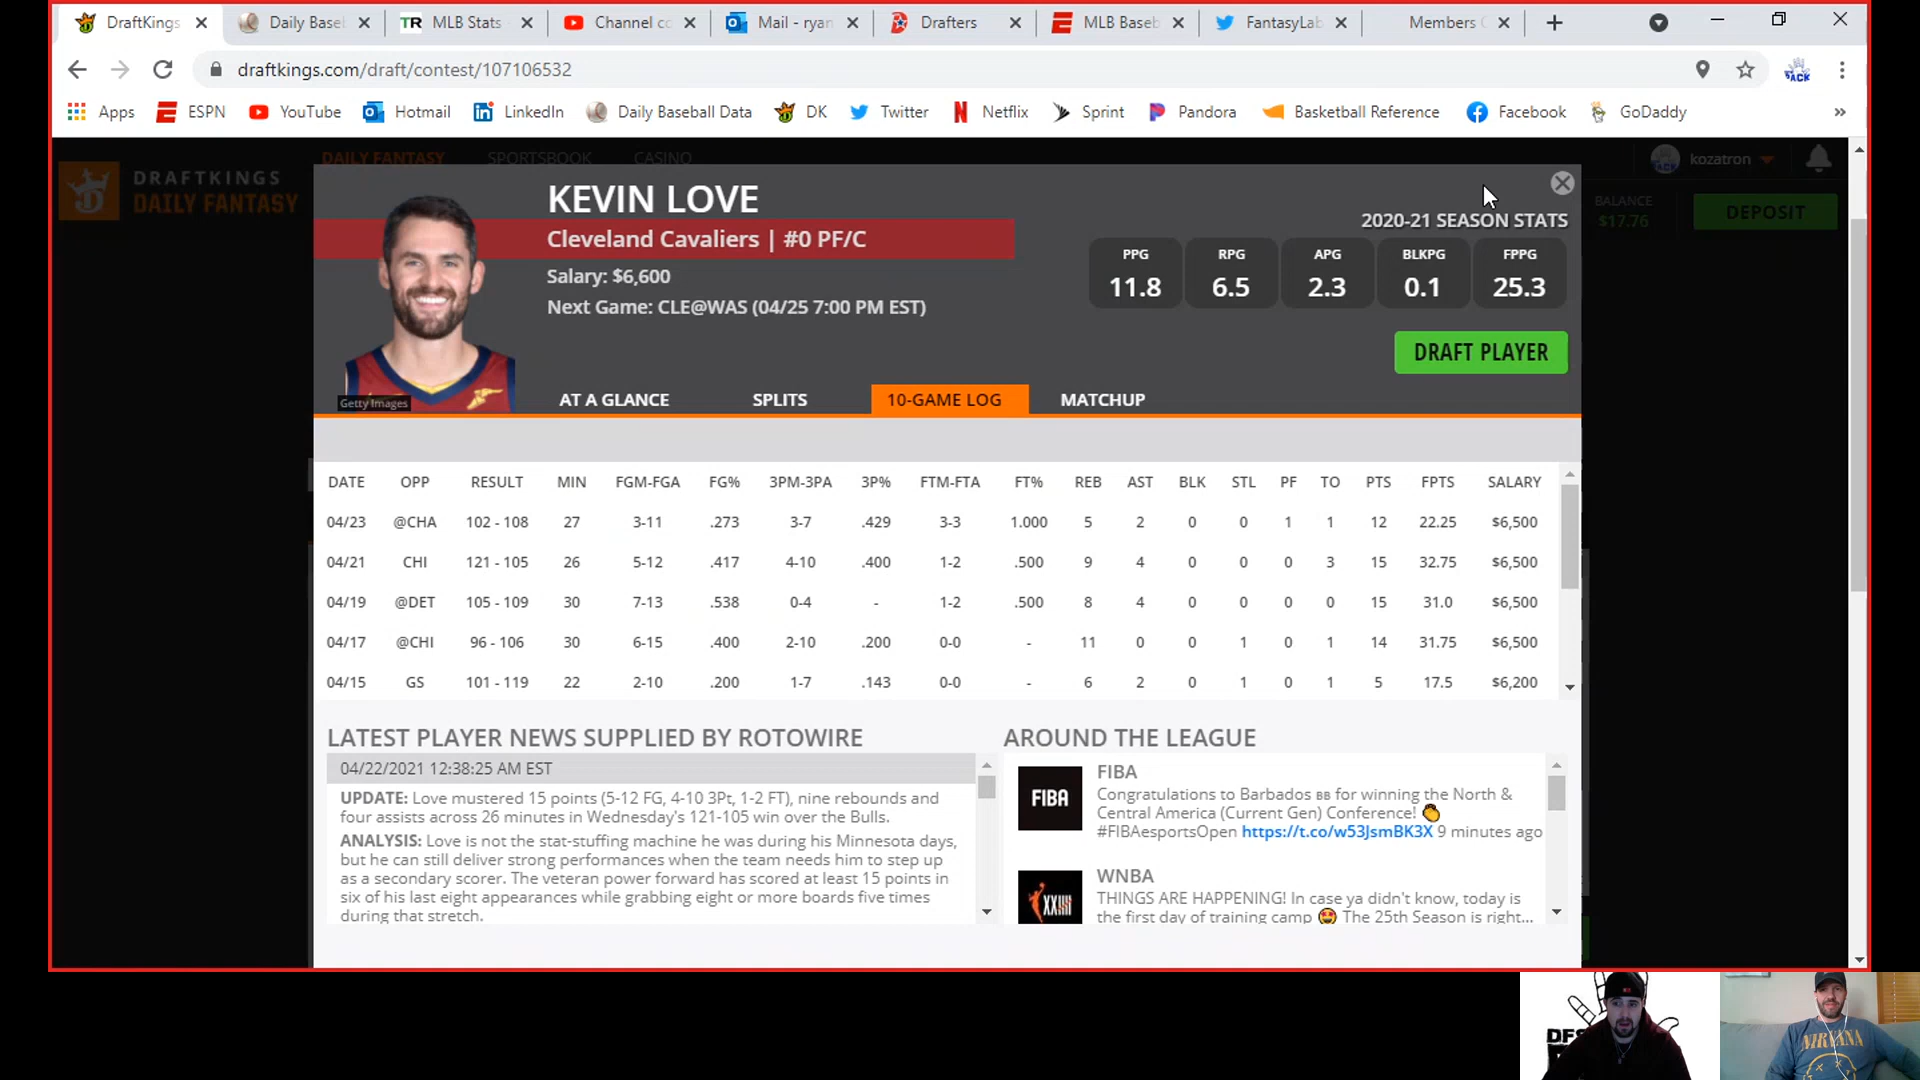 DraftKings
Daily Base
TR MLB Stats
Channel co
Mail - ryan
Drafters
MLB Baseb
FantasyLab
Members
draftkings.com/draft/contest/107106532
BACK
Apps
ESPN
YouTube
Hotmail
LinkedIn
Daily Baseball Data
DK
Twitter
Netflix
Sprint
Pandora
Basketball Reference
Facebook
GoDaddy
»
DRAFTKINGS
DAILY FANTASY
DAILY FANTASY
SPORTSBOOK
CASINO
kozatron
BALANCE
$17.76
DEPOSIT
KEVIN LOVE
Cleveland Cavaliers | #0 PF/C
Salary: $6,600
Next Game: CLE@WAS (04/25 7:00 PM EST)
Getty Images
2020-21 SEASON STATS
PPG RPG APG BLKPG FPPG
11.8 6.5 2.3 0.1 25.3
DRAFT PLAYER
AT A GLANCE SPLITS 10-GAME LOG MATCHUP
DATE OPP RESULT MIN FGM-FGA FG% 3PM-3PA 3P% FTM-FTA FT% REB AST BLK STL PF TO PTS FPTS SALARY
04/23 @CHA 102 - 108 27 3-11 .273 3-7 .429 3-3 1.000 5 2 0 0 1 1 12 22.25 $6,500
04/21 CHI 121 - 105 26 5-12 .417 4-10 .400 1-2 .500 9 4 0 0 0 3 15 32.75 $6,500
04/19 @DET 105 - 109 30 7-13 .538 0-4 - 1-2 .500 8 4 0 0 0 0 15 31.0 $6,500
04/17 @CHI 96 - 106 30 6-15 .400 2-10 .200 0-0 - 11 0 0 1 0 1 14 31.75 $6,500
04/15 GS 101 - 119 22 2-10 .200 1-7 .143 0-0 - 6 2 0 1 0 1 5 17.5 $6,200
LATEST PLAYER NEWS SUPPLIED BY ROTOWIRE
04/22/2021 12:38:25 AM EST
UPDATE: Love mustered 15 points (5-12 FG, 4-10 3Pt, 1-2 FT), nine rebounds and
four assists across 26 minutes in Wednesday's 121-105 win over the Bulls.
ANALYSIS: Love is not the stat-stuffing machine he was during his Minnesota days,
but he can still deliver strong performances when the team needs him to step up
as a secondary scorer. The veteran power forward has scored at least 15 points in
six of his last eight appearances while grabbing eight or more boards five times
during that stretch.
AROUND THE LEAGUE
FIBA
FIBA
Congratulations to Barbados BB for winning the North &
Central America (Current Gen) Conference! 👏
#FIBAesportsOpen https://t.co/w53JsmBK3X 9 minutes ago
WNBA
THINGS ARE HAPPENING! In case ya didn't know, today is
the first day of training camp 🤩 The 25th Season is right...
DFS
NIRVANA